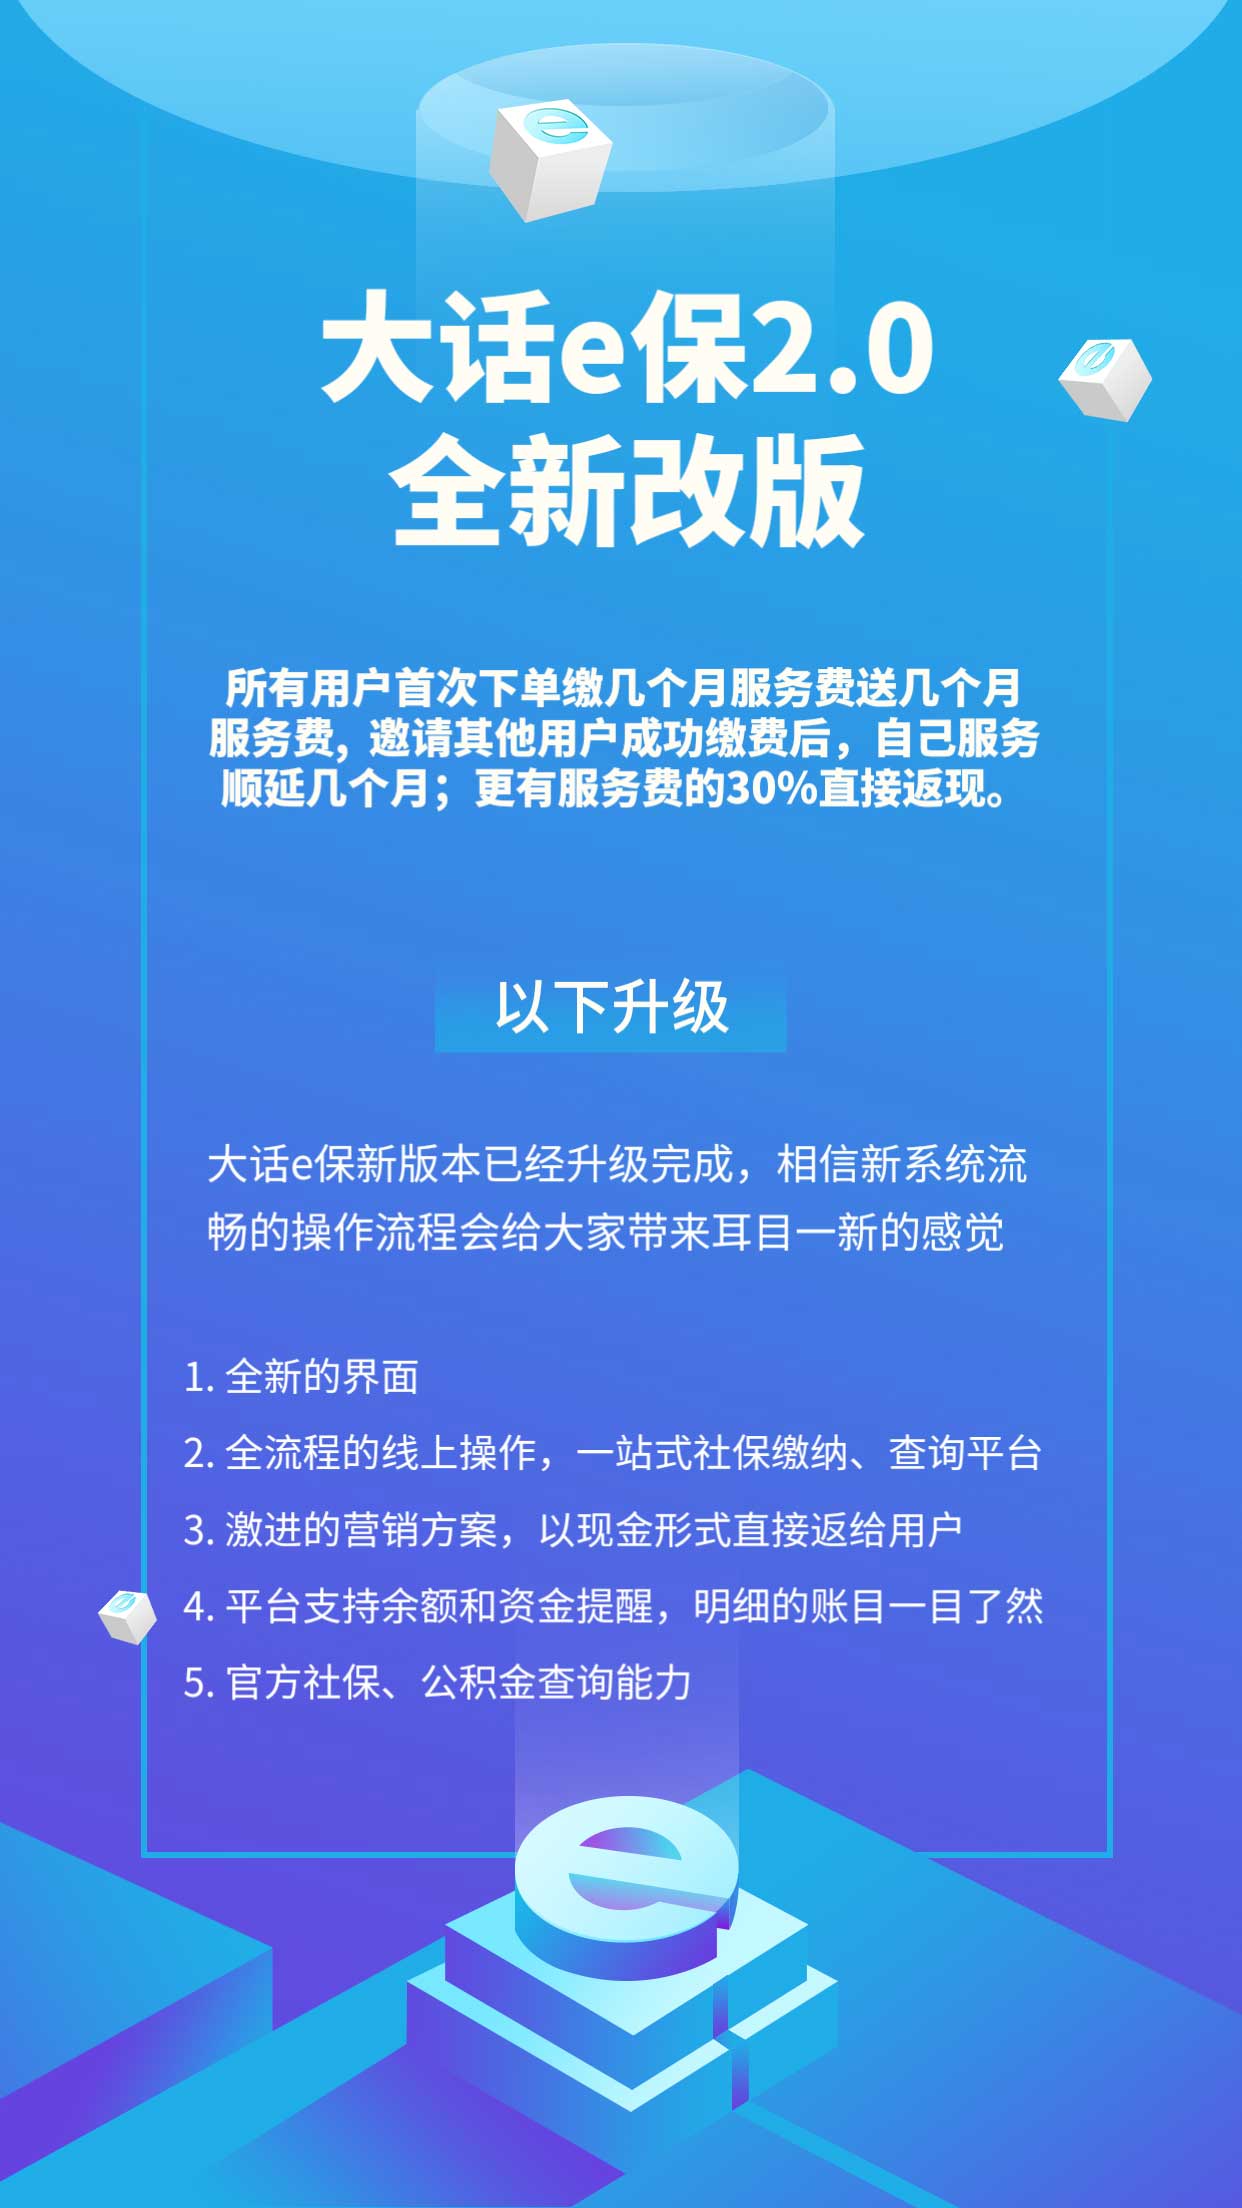 大话e保2.0
全新改版
所有用户首次下单缴几个月服务费送几个月
服务费，邀请其他用户成功缴费后，自己服务
顺延几个月；更有服务费的30%直接返现。
以下升级
大话e保新版本已经升级完成，相信新系统流
畅的操作流程会给大家带来耳目一新的感觉
1. 全新的界面
2. 全流程的线上操作，一站式社保缴纳、查询平台
3. 激进的营销方案，以现金形式直接返给用户
4. 平台支持余额和资金提醒，明细的账目一目了然
5. 官方社保、公积金查询能力